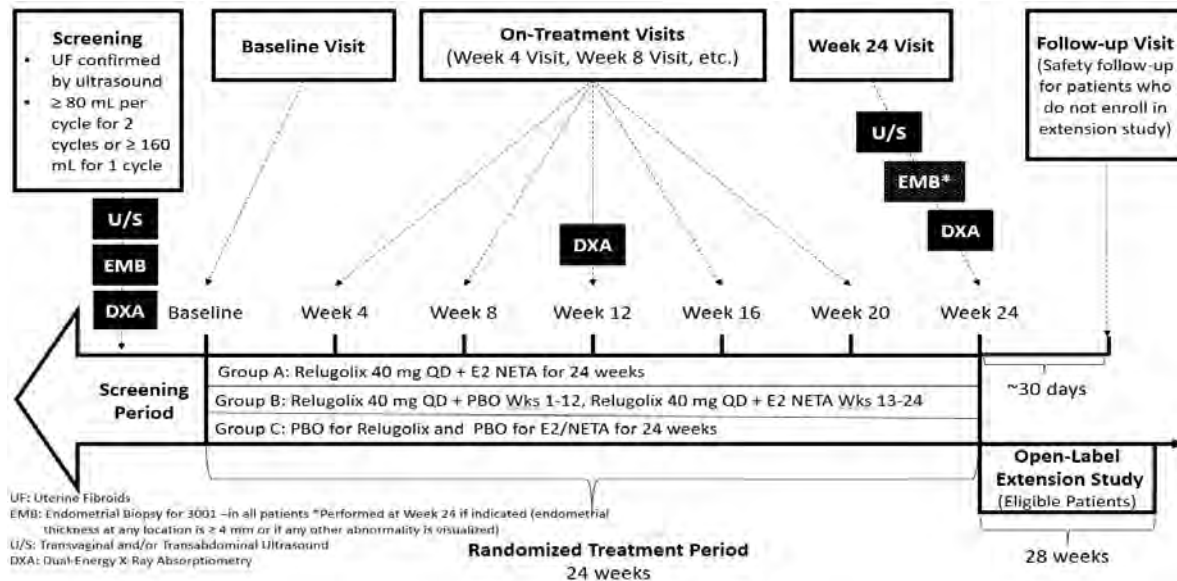 Screening
• UF confirmed
by ultrasound
• ≥ 80 mL per
cycle for 2
cycles or ≥ 160
mL for 1 cycle
Baseline Visit
On-Treatment Visits
(Week 4 Visit, Week 8 Visit, etc.)
Week 24 Visit
Follow-up Visit
(Safety follow-up
for patients who
do not enroll in
extension study)
U/S
EMB
DXA
DXA
U/S
EMB*
DXA
Baseline
Week 4
Week 8
Week 12
Week 16
Week 20
Week 24
Screening
Period
Group A: Relugolix 40 mg QD + E2 NETA for 24 weeks
Group B: Relugolix 40 mg QD + PBO Wks 1-12, Relugolix 40 mg QD + E2 NETA Wks 13-24
Group C: PBO for Relugolix and PBO for E2/NETA for 24 weeks
~30 days
Open-Label
Extension Study
(Eligible Patients)
28 weeks
Randomized Treatment Period
24 weeks
UF: Uterine Fibroids
EMB: Endometrial Biopsy for 3001 –in all patients *Performed at Week 24 if indicated (endometrial
thickness at any location is ≥ 4 mm or if any other abnormality is visualized)
U/S: Transvaginal and/or Transabdominal Ultrasound
DXA: Dual-Energy X-Ray Absorptiometry